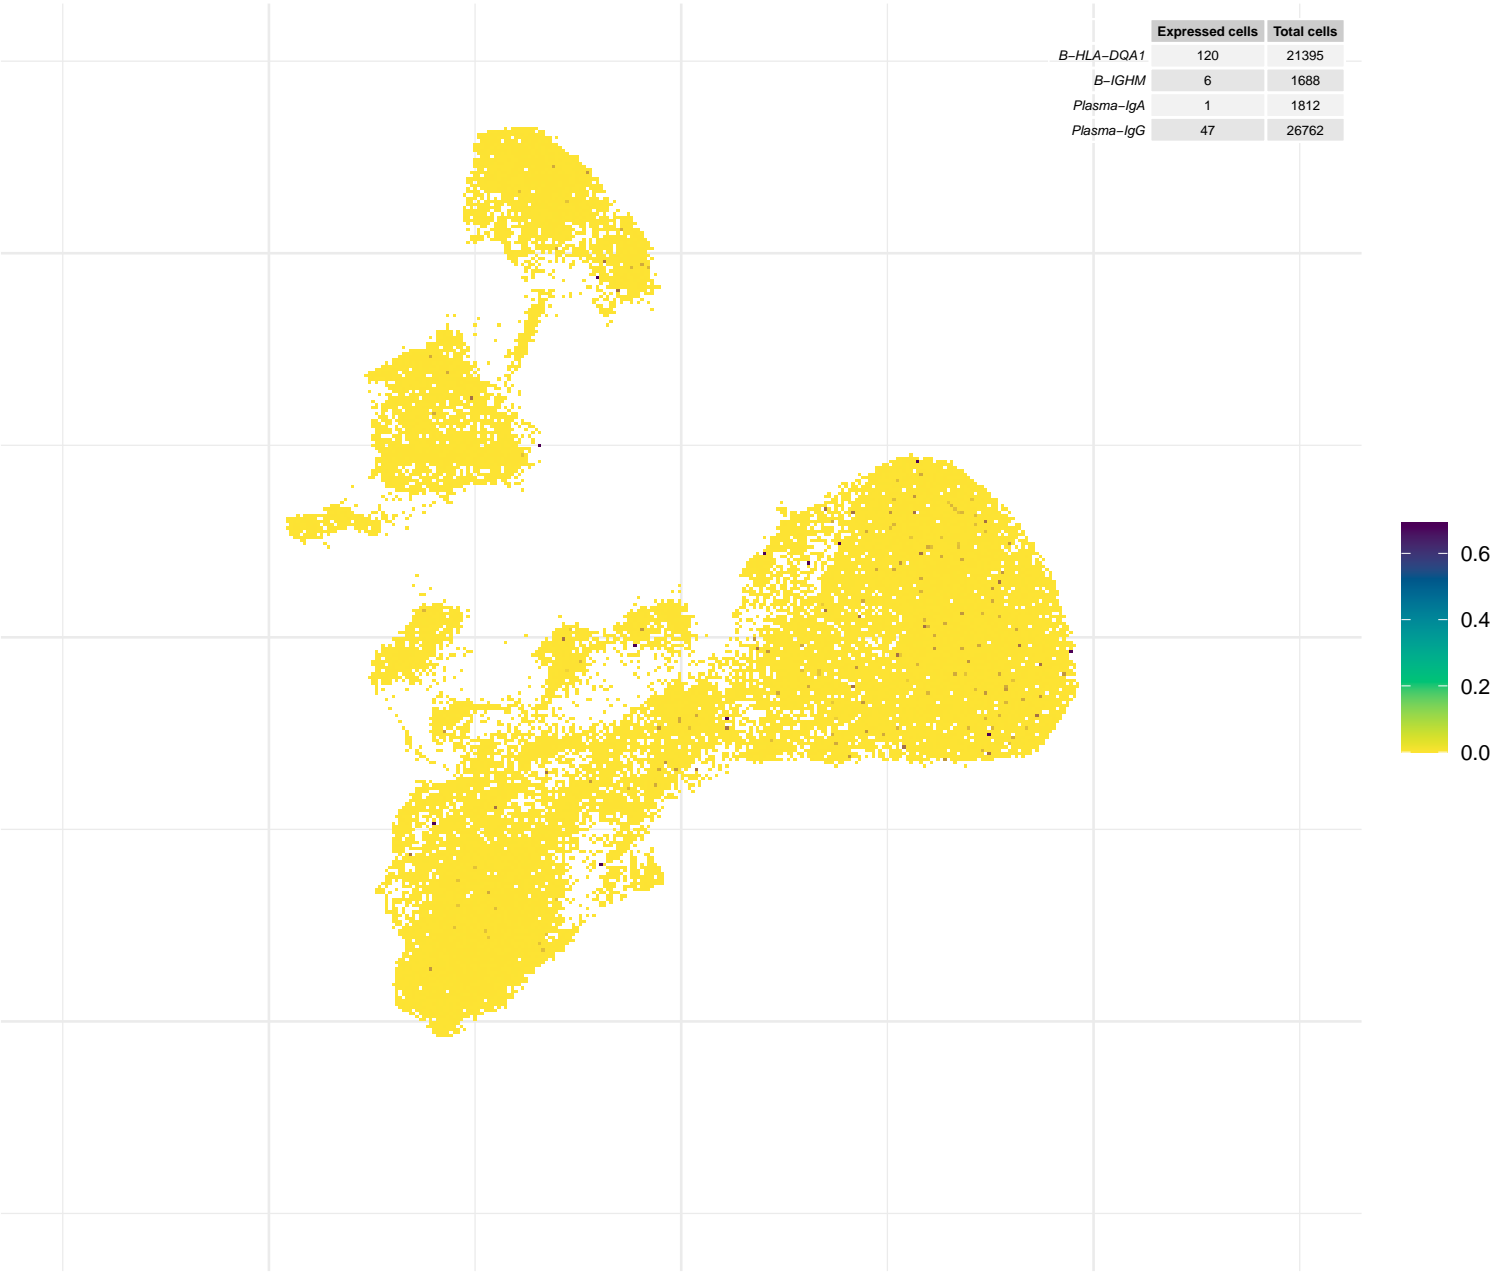 Expressed cells Total cells
B−HLA−DQA1 120 21395
B−IGHM 6 1688
Plasma−IgA 1 1812
Plasma−IgG 47 26762
0.6
0.4
0.2
0.0